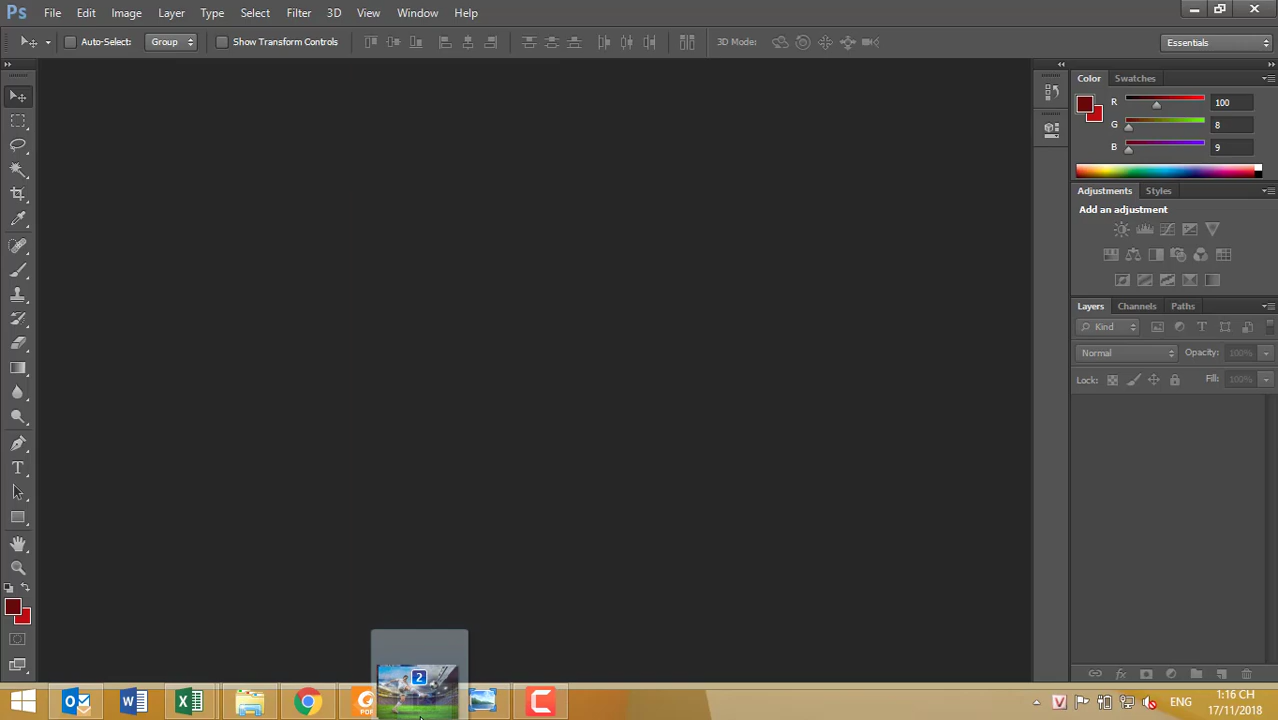 Ps File Edit Image Layer Type Select Filter 3D View Window Help
Auto-Select: Group Show Transform Controls 3D Mode: Essentials
Color Swatches
R 100
G 8
B 9
Adjustments Styles
Add an adjustment
Layers Channels Paths
Kind T
Normal Opacity: 100%
Lock: Fill: 100%
T
2
ENG
1:16 CH
17/11/2018